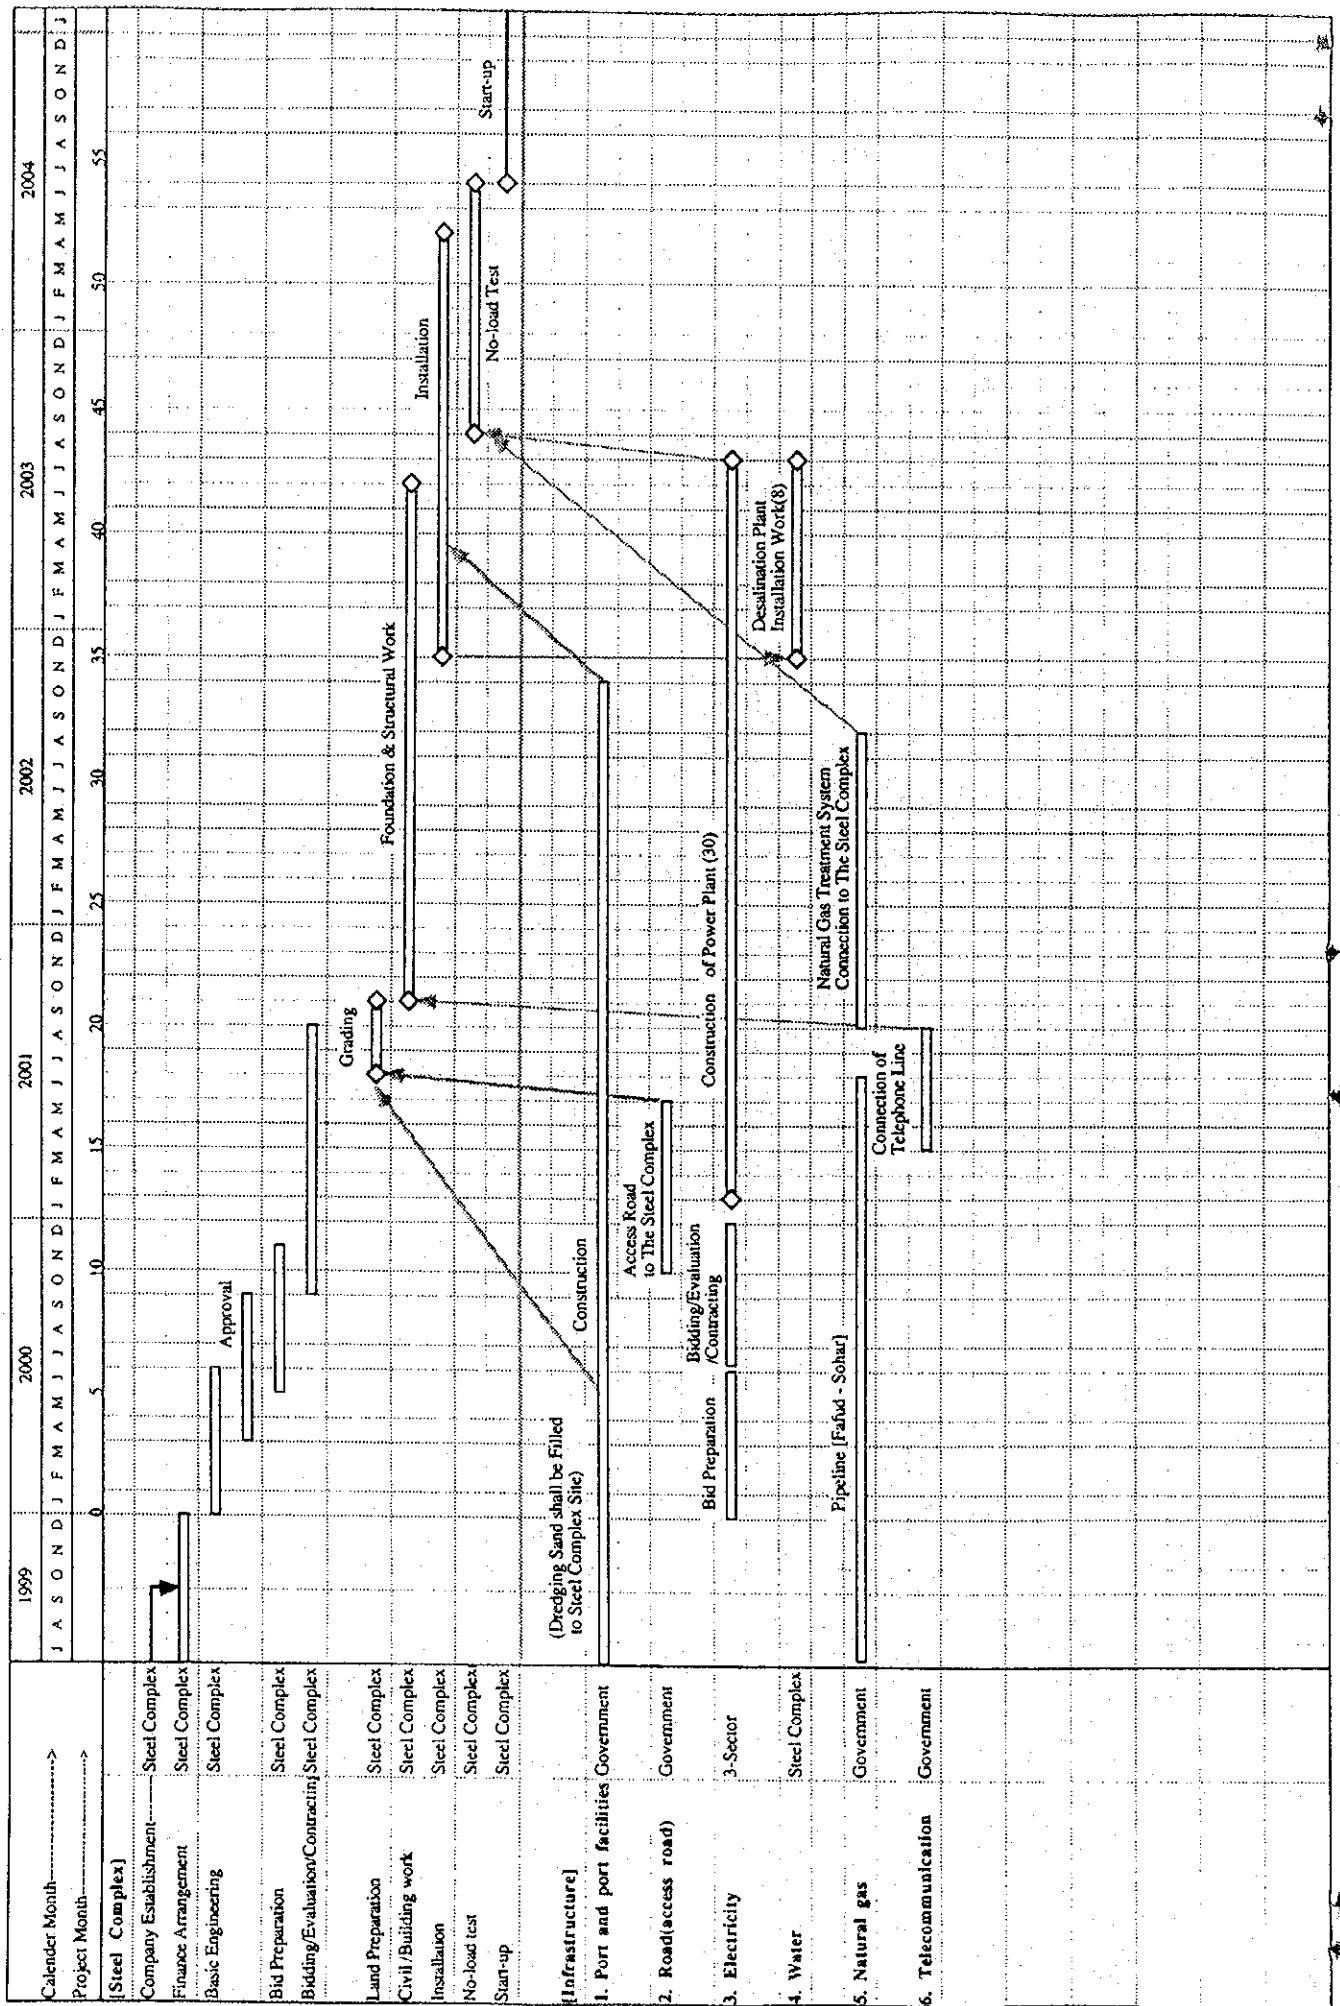 1999 2000 2001 2002 2003 2004
Calender Month--------------> J A S O N D J F M A M J J A S O N D J F M A M J J A S O N D J F M A M J J A S O N D J F M A M J J A S O N D J F M A M J J A S O N D J
Project Month----------------> 0 5 10 15 20 25 30 35 40 45 50 55
[Steel Complex]
Company Establishment-------- Steel Complex
Finance Arrangement Steel Complex
Basic Engineering Steel Complex
Approval
Bid Preparation Steel Complex
Bidding/Evaluation/Contracting Steel Complex
Grading
Land Preparation Steel Complex
Foundation & Structural Work
Civil/Building work Steel Complex
Installation
Installation Steel Complex
No-load test Steel Complex
No-load Test
Start-up Steel Complex
Start-up
[Infrastructure]
(Dredging Sand shall be Filled
to Steel Complex Site)
Construction
1. Port and port facilities Government
Access Road
to The Steel Complex
2. Road(access road) Government
Bidding/Evaluation
/Contracting
Bid Preparation
Construction of Power Plant (30)
3. Electricity 3-Sector
Desalination Plant
Installation Work(8)
4. Water Steel Complex
Pipeline [Fafud - Sohar]
Natural Gas Treatment System
Connection to The Steel Complex
5. Natural gas Government
Connection of
Telephone Line
6. Telecommunication Government